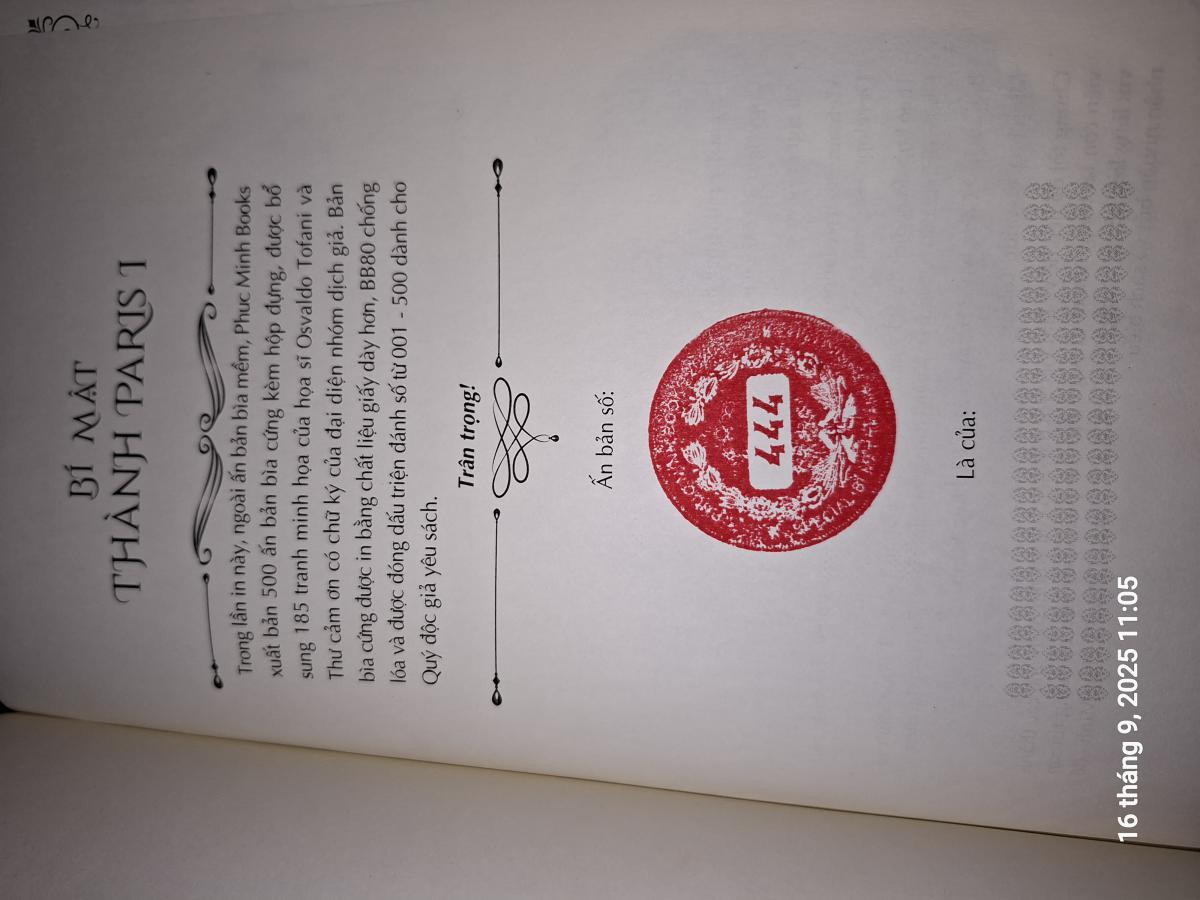 BÍ MẬT
THÀNH PARIS I
Trong lần in này, ngoài ấn bản bìa mềm, Phuc Minh Books
xuất bản 500 ấn bản bìa cứng kèm hộp đựng, được bổ
sung 185 tranh minh họa của họa sĩ Osvaldo Tofani và
Thư cảm ơn có chữ ký của đại diện nhóm dịch giả. Bản
bìa cứng được in bằng chất liệu giấy dày hơn, BB80 chống
lóa và được đóng dấu triện đánh số từ 001 - 500 dành cho
Quý độc giả yêu sách.
Trân trọng!
Ấn bản số:
477
Là của:
16 tháng 9, 2025 11:05